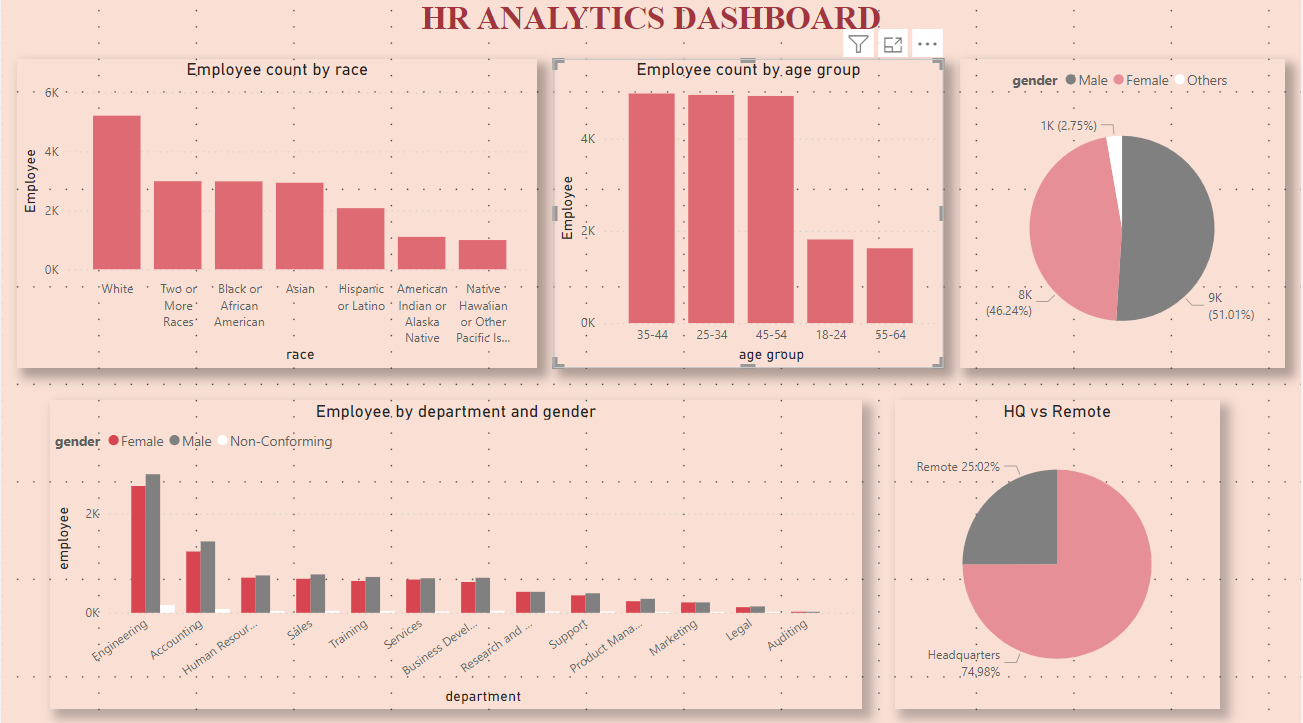 HR ANALYTICS DASHBOARD
Employee count by race
6K
4K
2K
0K
Employee
White
Two or
More
Races
Black or
African
American
Asian
Hispanic
or Latino
American
Indian or
Alaska
Native
Native
Hawaiian
or Other
Pacific Is...
race
Employee count by age group
4K
2K
0K
Employee
35-44
25-34
45-54
18-24
55-64
age group
gender Male Female Others
1K (2.75%)
8K
(46.24%)
9K
(51.01%)
Employee by department and gender
gender Female Male Non-Conforming
2K
0K
employee
Engineering
Accounting
Human Resour...
Sales
Training
Services
Business Devel...
Research and ...
Support
Product Mana...
Marketing
Legal
Auditing
department
HQ vs Remote
Remote 25.02%
Headquarters
74.98%